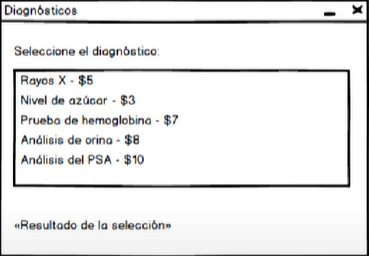 Diagnósticos
Seleccione el diagnóstico:
Rayos X - $5
Nivel de azúcar - $3
Prueba de hemoglobina - $7
Análisis de orina - $8
Análisis del PSA - $10
«Resultado de la selección»